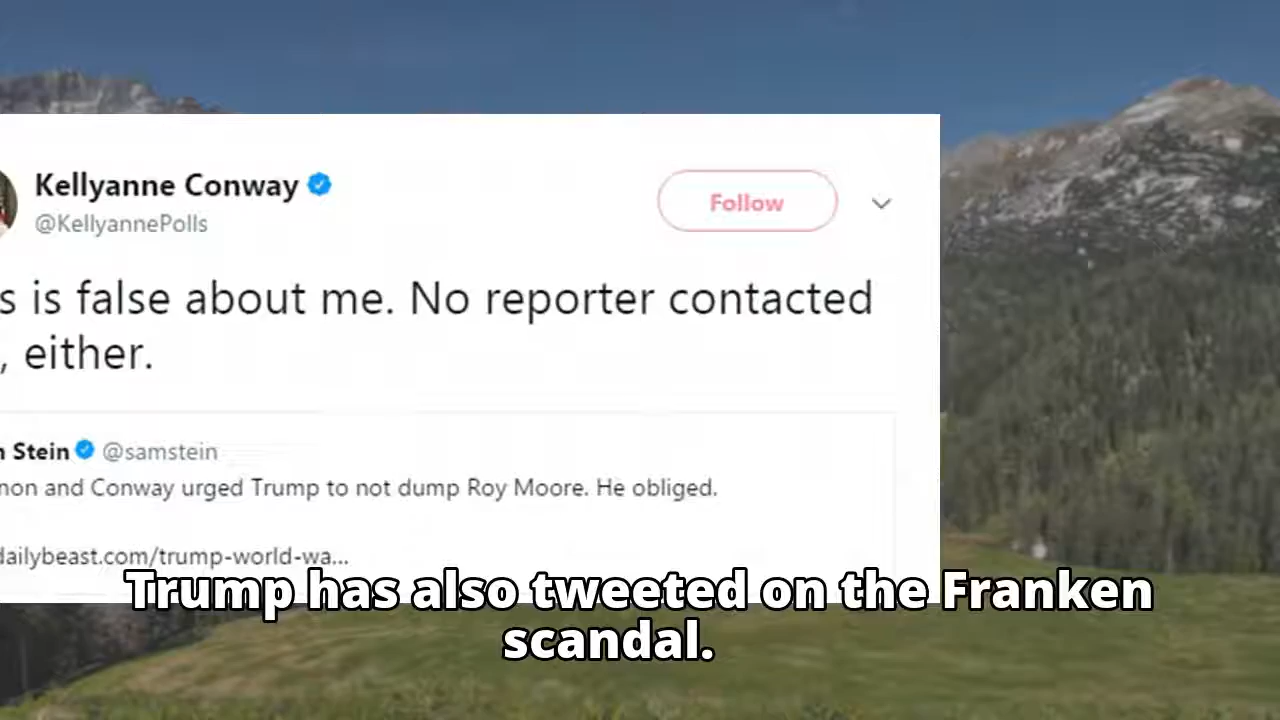 Kellyanne Conway
@KellyannePolls
Follow
s is false about me. No reporter contacted
, either.
Stein @samstein
non and Conway urged Trump to not dump Roy Moore. He obliged.
dailybeast.com/trump-world-wa...
Trump has also tweeted on the Franken
scandal.